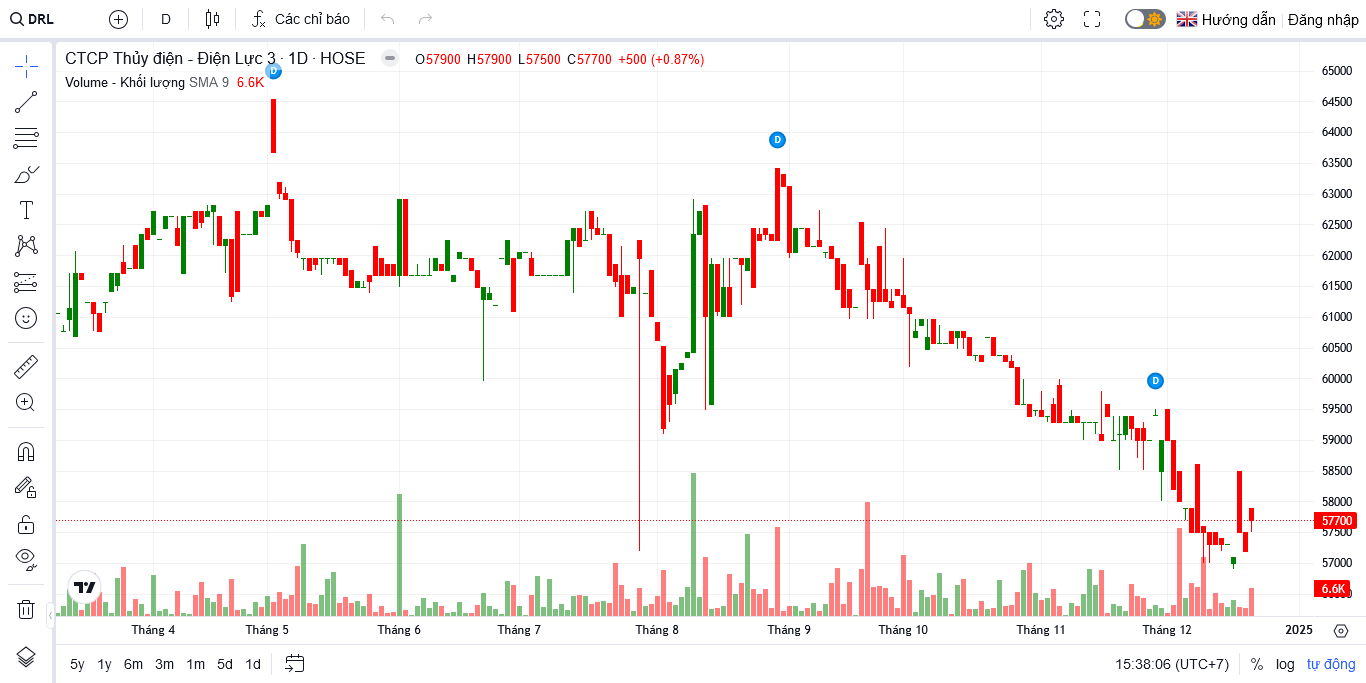 DRL D Các chỉ báo Hướng dẫn Đăng nhập
CTCP Thủy điện - Điện Lực 3 · 1D · HOSE O57900 H57900 L57500 C57700 +500 (+0.87%)
Volume - Khối lượng SMA 9 6.6K
D
D
D
65000
64500
64000
63500
63000
62500
62000
61500
61000
60500
60000
59500
59000
58500
58000
57700
57500
57000
6.6K
Tháng 4 Tháng 5 Tháng 6 Tháng 7 Tháng 8 Tháng 9 Tháng 10 Tháng 11 Tháng 12 2025
5y 1y 6m 3m 1m 5d 1d 15:38:06 (UTC+7) % log tự động